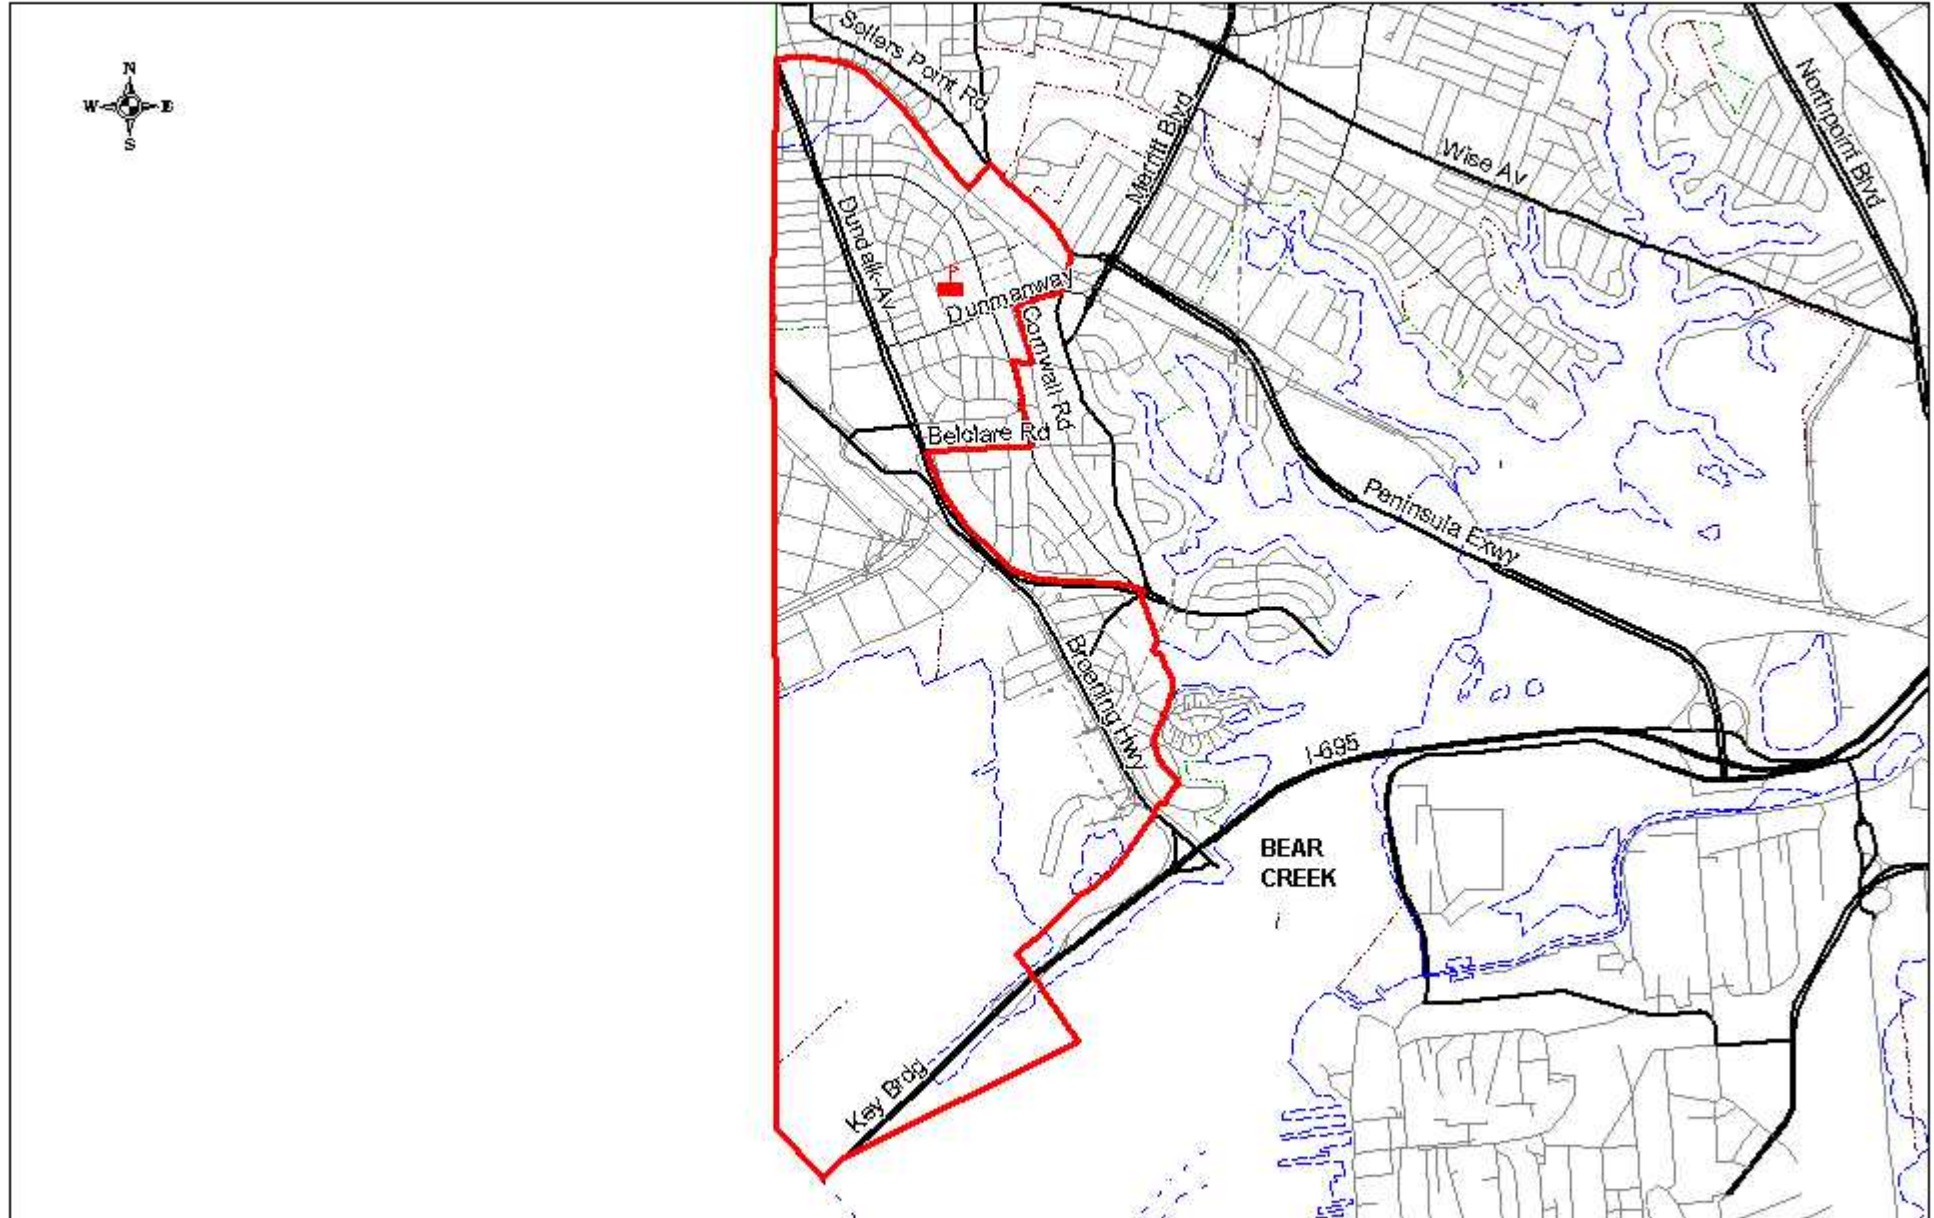 N
W E
S
Sollers Point Rd
Merritt Blvd
Wise Av
Northpoint Blvd
Dundalk Av
Dunmanway
Cornwall Rd
Belclare Rd
Peninsula Exwy
Broening Hwy
I-695
BEAR
CREEK
Key Brdg